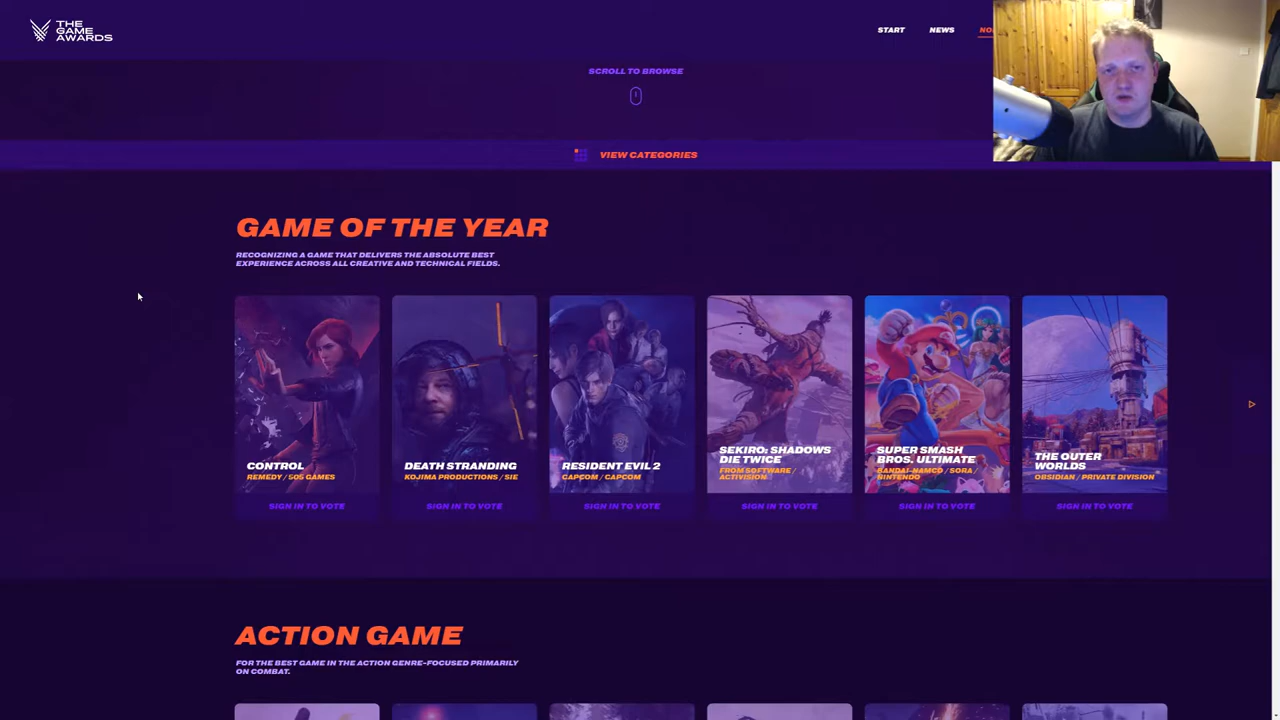 THE
GAME
AWARDS
START
NEWS
SCROLL TO BROWSE
VIEW CATEGORIES
GAME OF THE YEAR
RECOGNIZING A GAME THAT DELIVERS THE ABSOLUTE BEST
EXPERIENCE ACROSS ALL CREATIVE AND TECHNICAL FIELDS.
CONTROL
REMEDY / 505 GAMES
SIGN IN TO VOTE
DEATH STRANDING
KOJIMA PRODUCTIONS / SIE
SIGN IN TO VOTE
RESIDENT EVIL 2
CAPCOM / CAPCOM
SIGN IN TO VOTE
SEKIRO: SHADOWS
DIE TWICE
FROM SOFTWARE /
ACTIVISION
SIGN IN TO VOTE
SUPER SMASH
BROS. ULTIMATE
BANDAI-NAMCO / SORA /
NINTENDO
SIGN IN TO VOTE
THE OUTER
WORLDS
OBSIDIAN / PRIVATE DIVISION
SIGN IN TO VOTE
ACTION GAME
FOR THE BEST GAME IN THE ACTION GENRE-FOCUSED PRIMARILY
ON COMBAT.